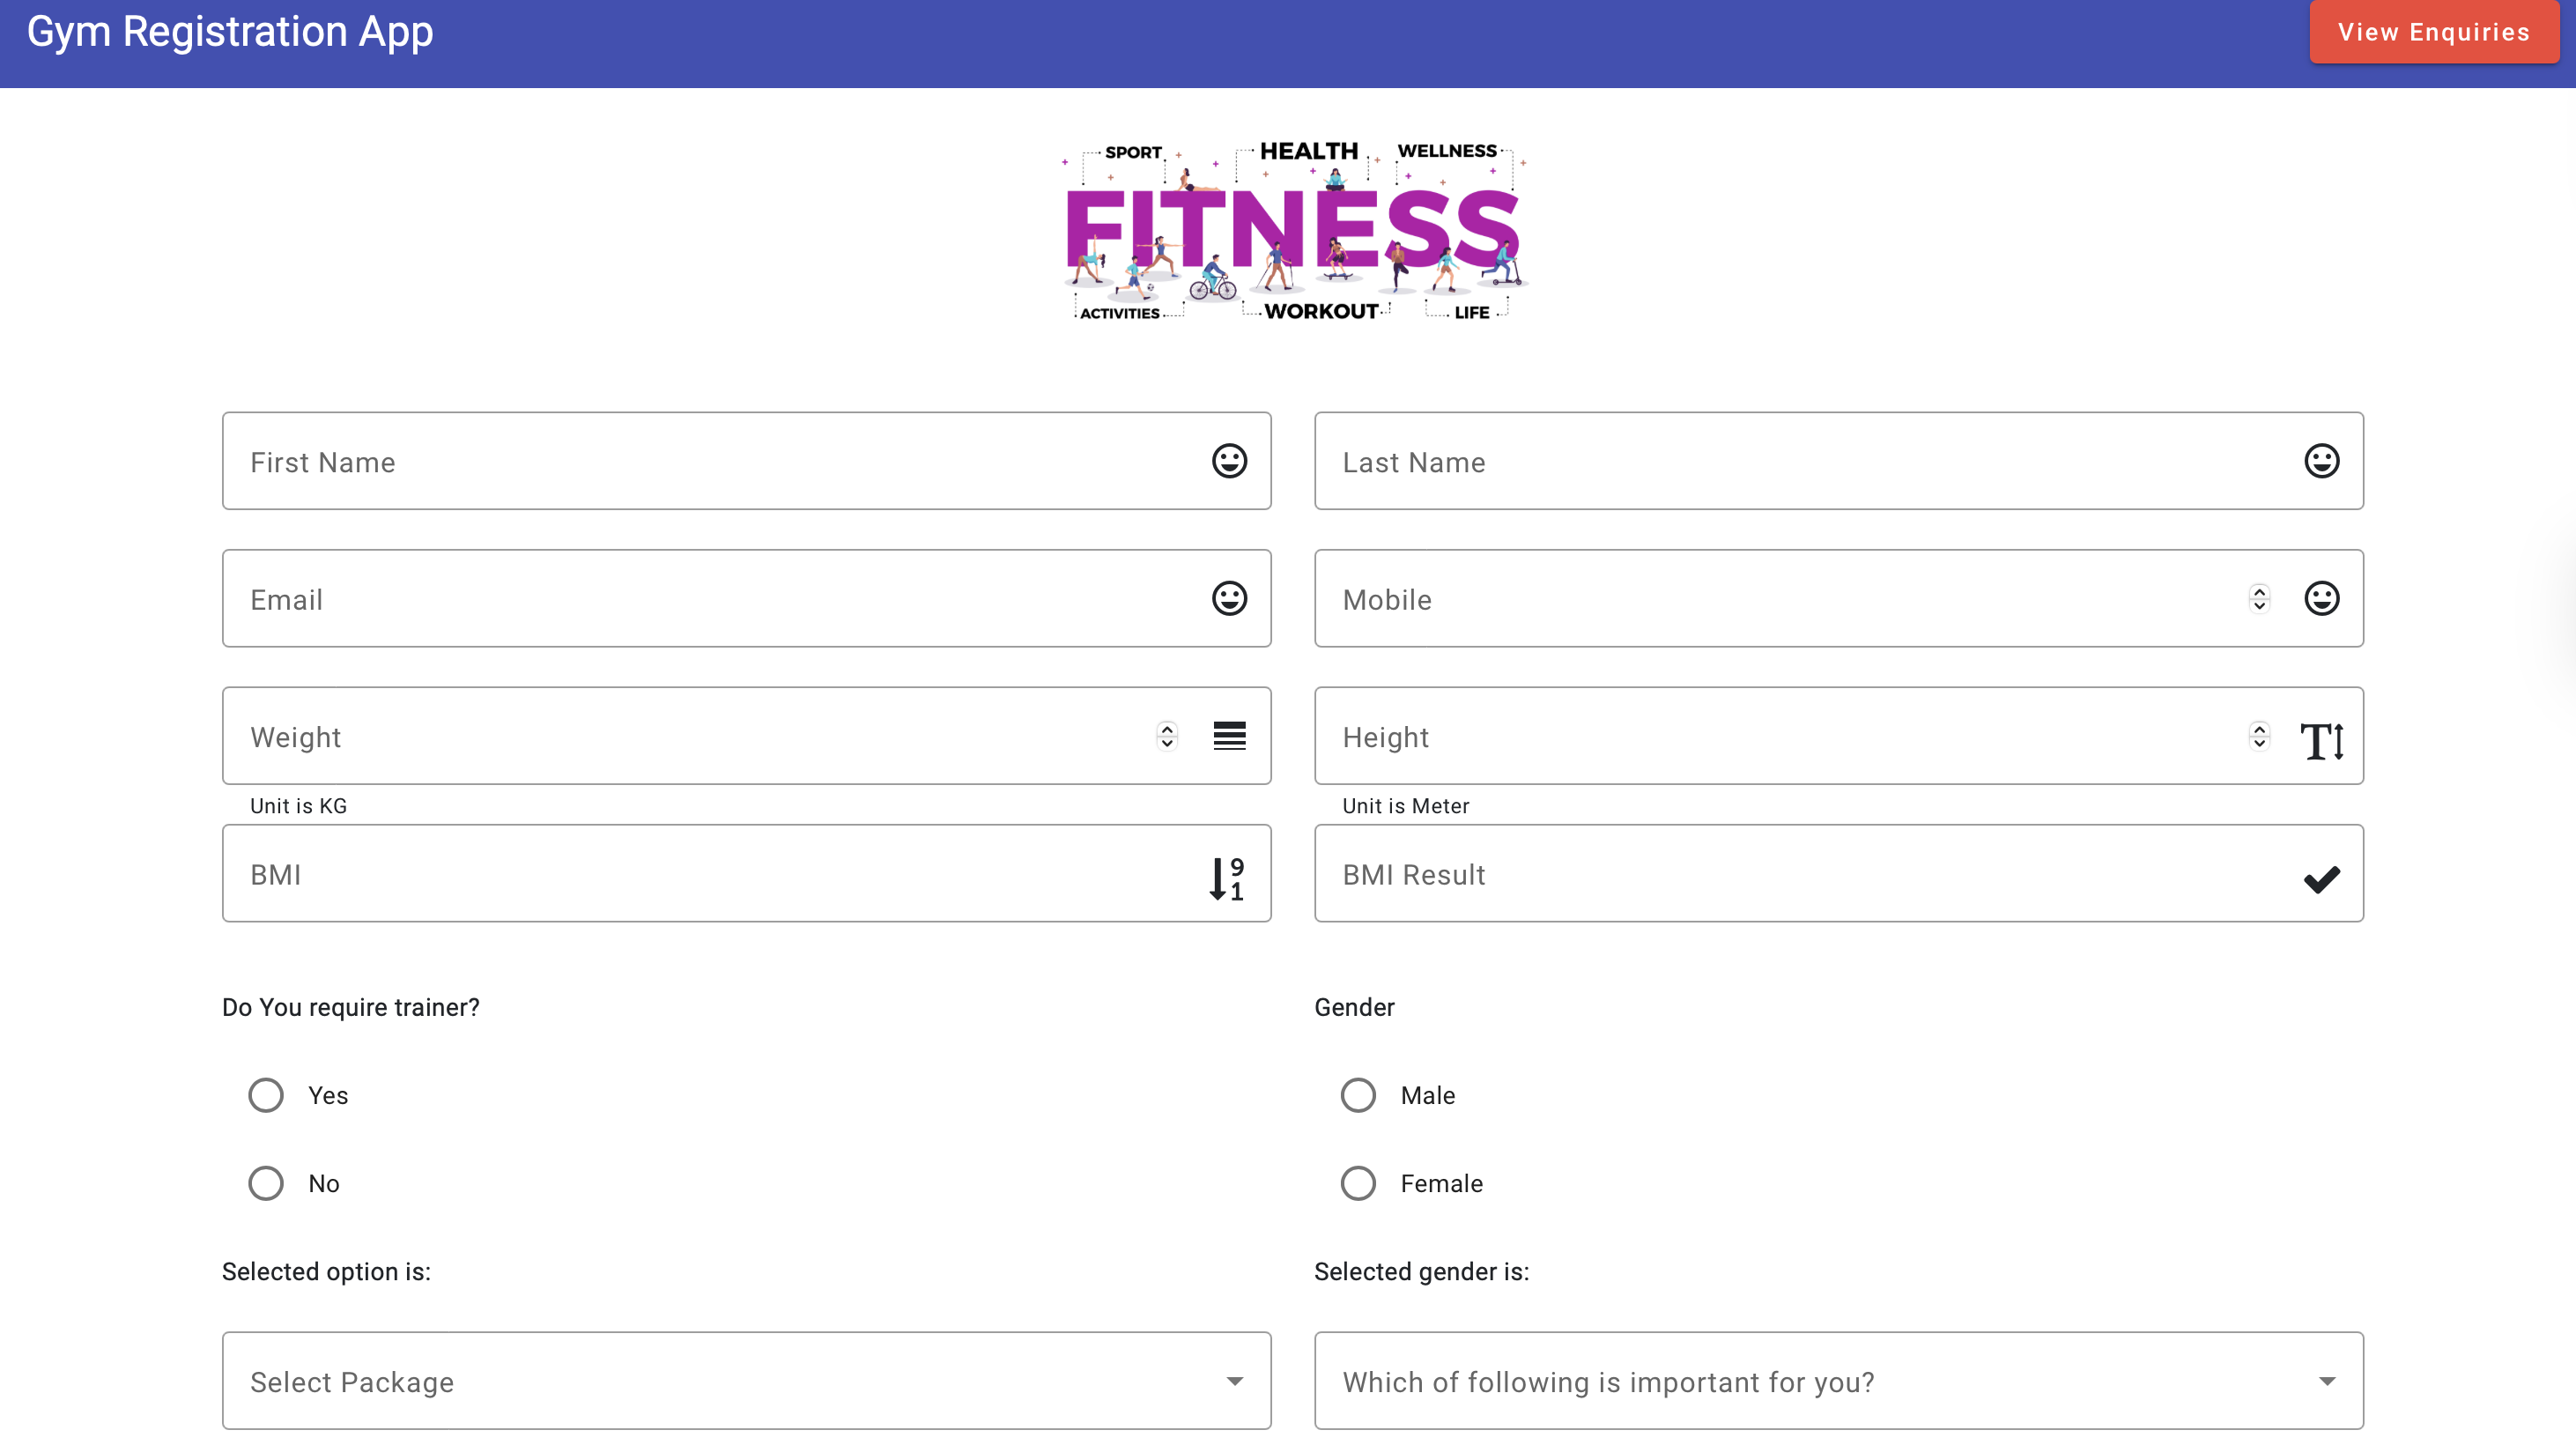 Gym Registration App
View Enquiries
SPORT
HEALTH
WELLNESS
FITNESS
ACTIVITIES
WORKOUT
LIFE
First Name
Last Name
Email
Mobile
Weight
Height
Unit is KG
Unit is Meter
BMI
9
1
BMI Result
Do You require trainer?
Gender
Yes
Male
No
Female
Selected option is:
Selected gender is:
Select Package
Which of following is important for you?